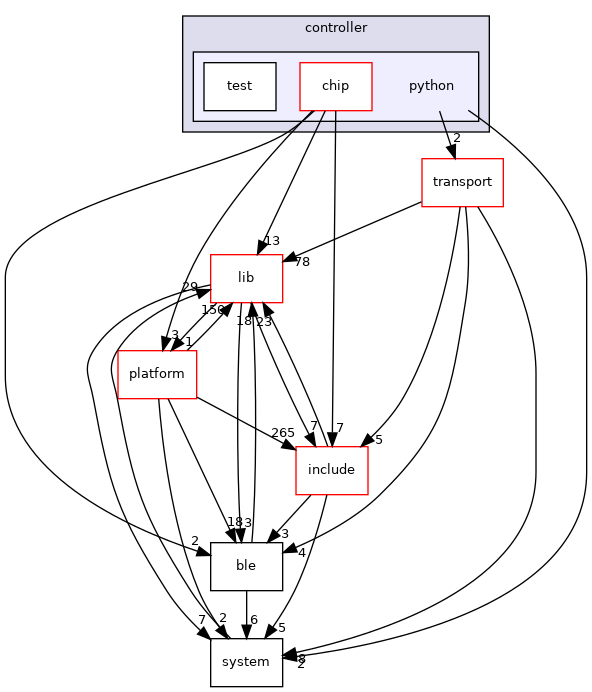 controller
test
chip
python
2
transport
13
78
lib
29
150
18
23
3
1
platform
265
7
7
5
include
18
3
3
4
2
ble
7
2
6
5
8
2
system